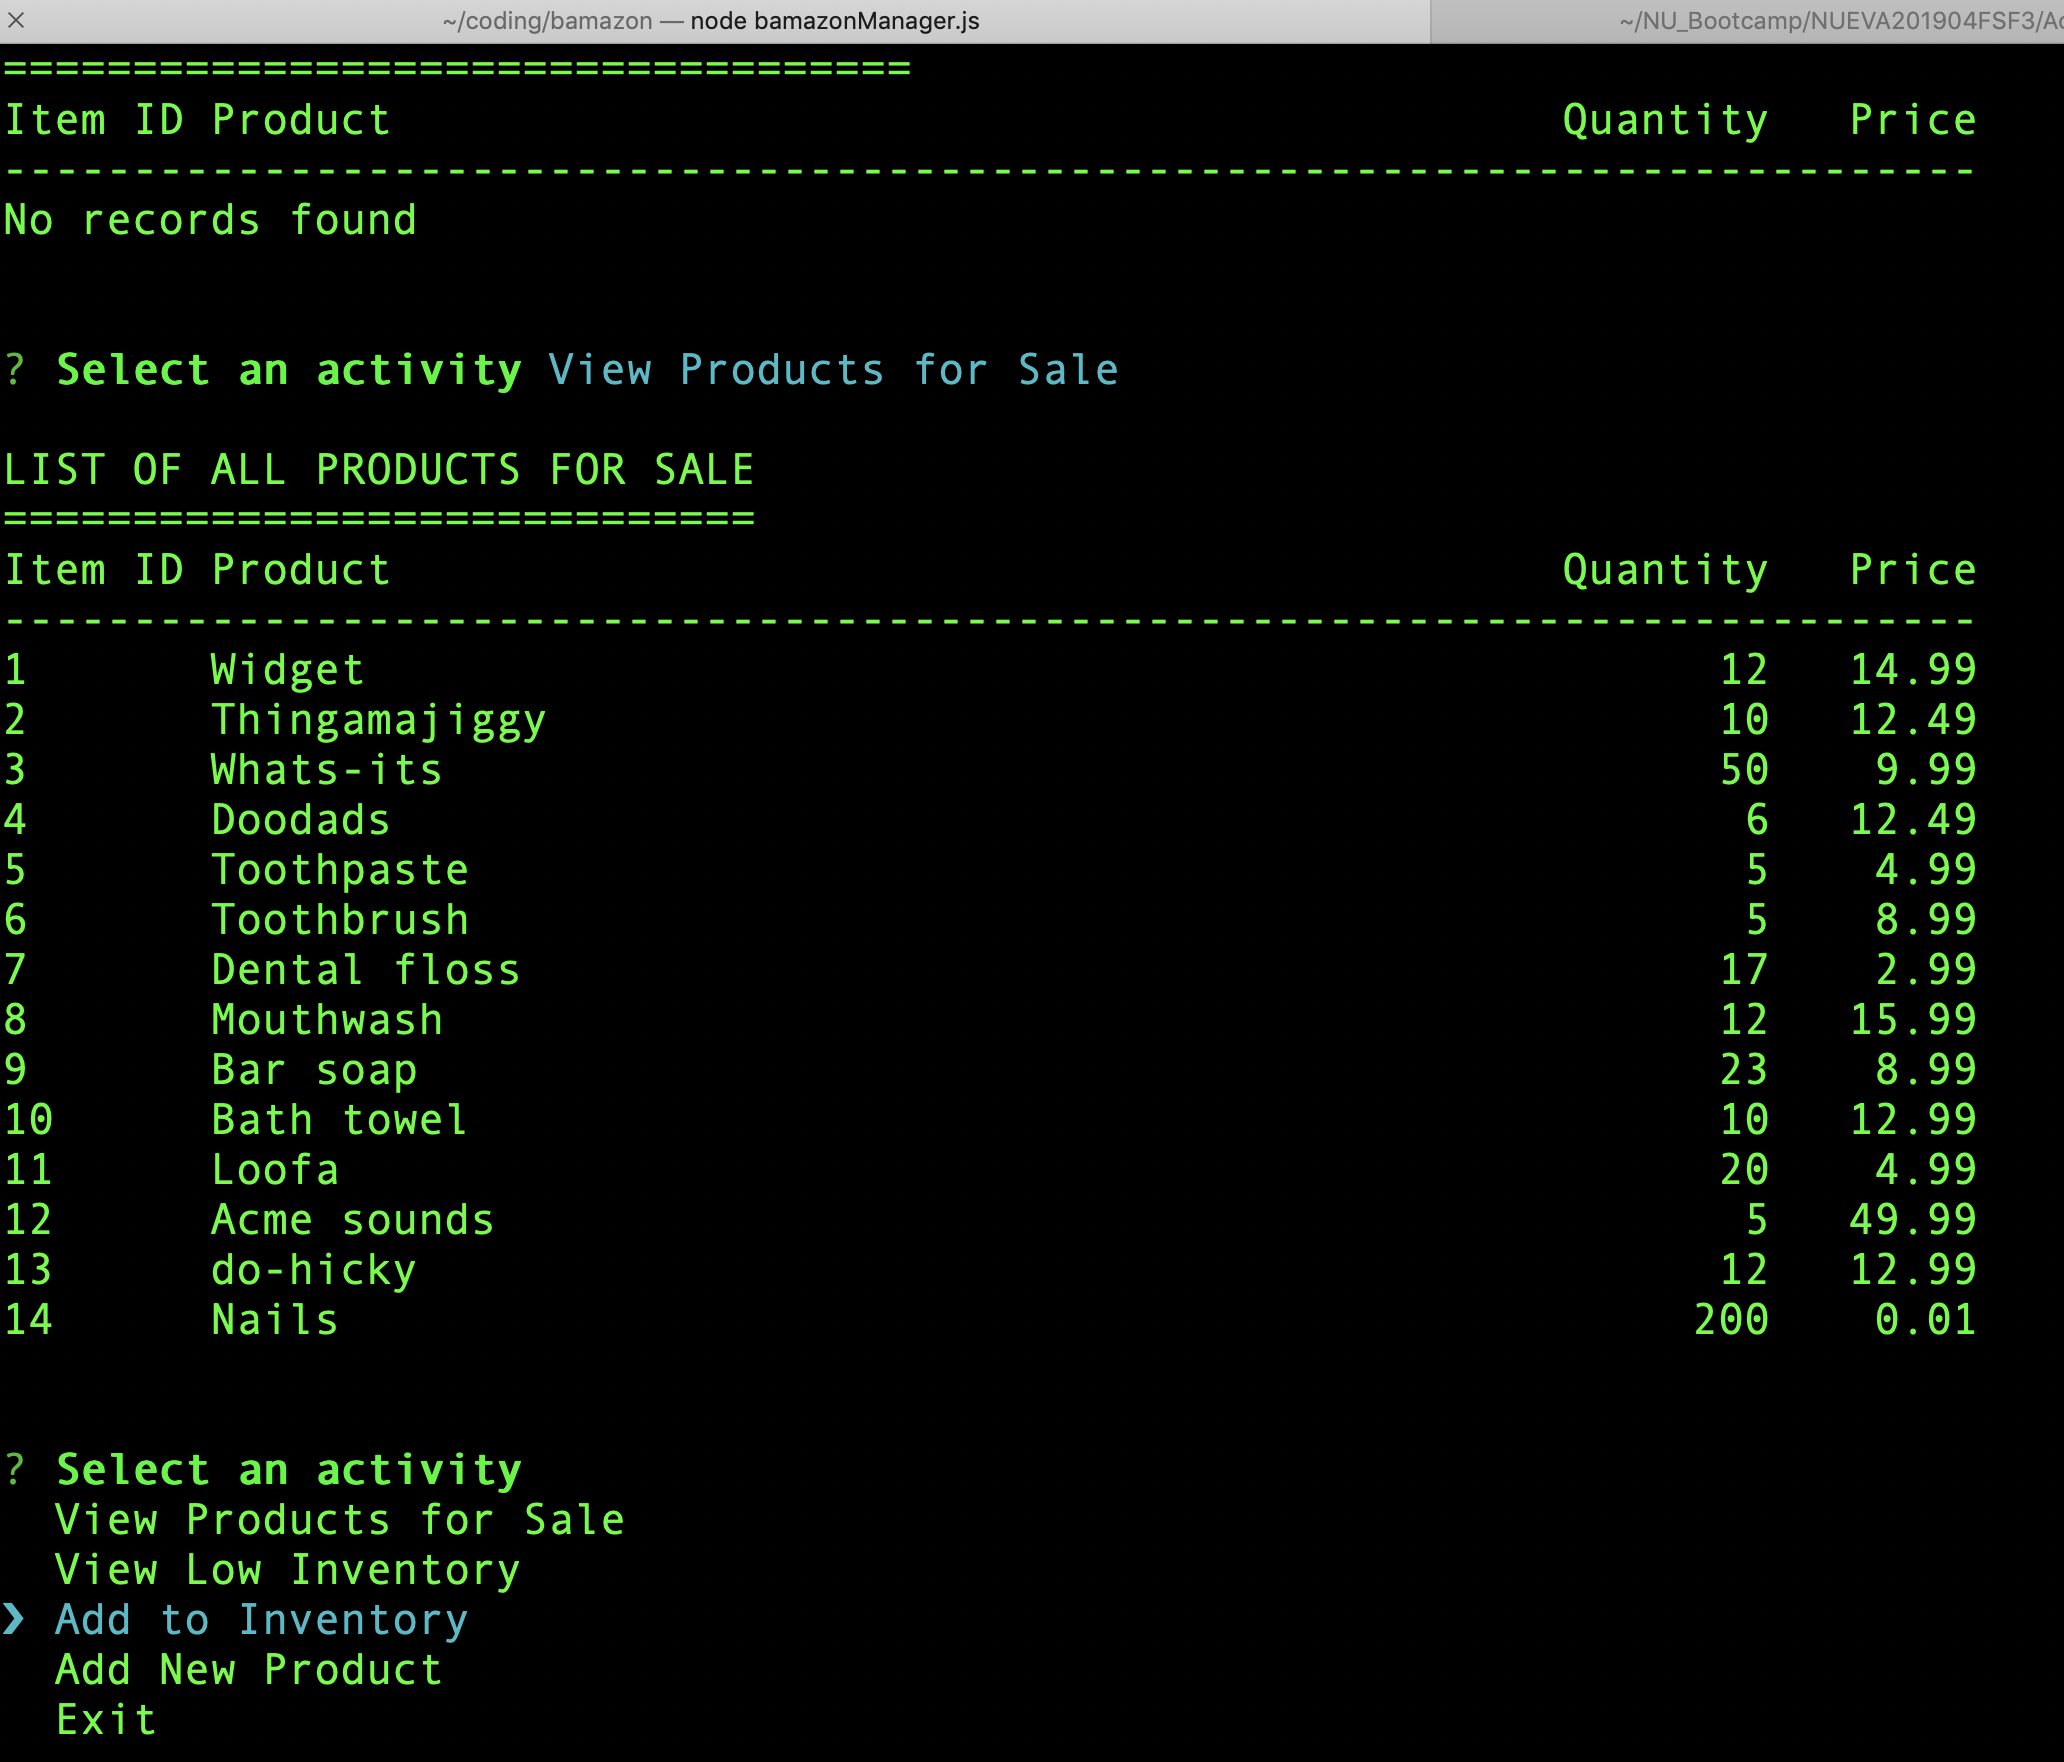 ~/coding/bamazon — node bamazonManager.js
~/NU_Bootcamp/NUEVA201904FSF3/
===================================
Item ID Product Quantity Price
----------------------------------------------------------------------------
No records found
? Select an activity View Products for Sale
LIST OF ALL PRODUCTS FOR SALE
=============================
Item ID Product Quantity Price
----------------------------------------------------------------------------
1 Widget 12 14.99
2 Thingamajiggy 10 12.49
3 Whats-its 50 9.99
4 Doodads 6 12.49
5 Toothpaste 5 4.99
6 Toothbrush 5 8.99
7 Dental floss 17 2.99
8 Mouthwash 12 15.99
9 Bar soap 23 8.99
10 Bath towel 10 12.99
11 Loofa 20 4.99
12 Acme sounds 5 49.99
13 do-hicky 12 12.99
14 Nails 200 0.01
? Select an activity
View Products for Sale
View Low Inventory
❯ Add to Inventory
Add New Product
Exit